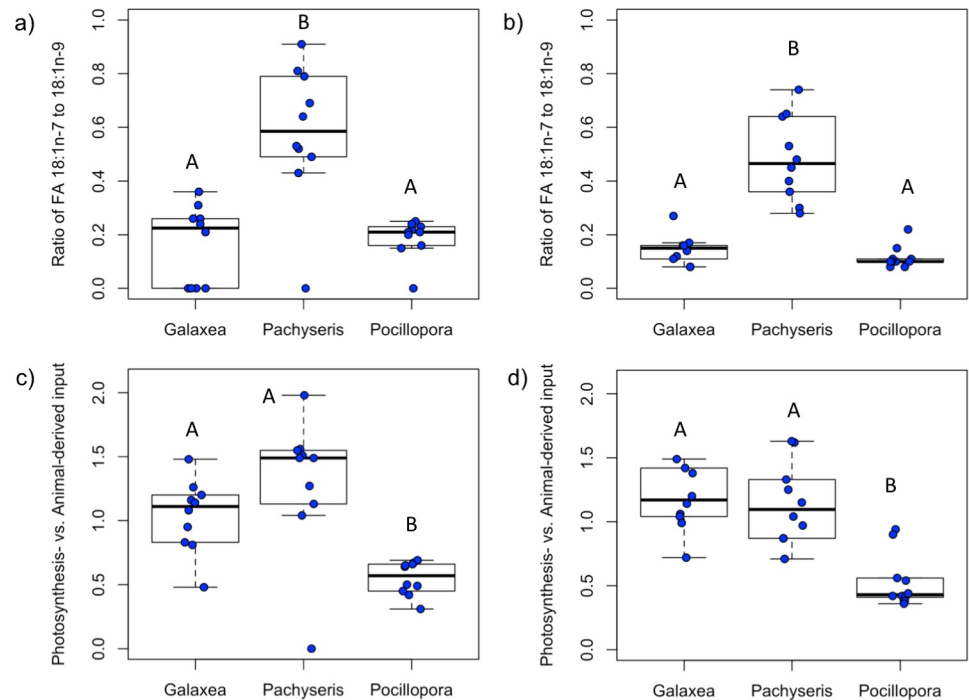 a)
B
A
A
Ratio of FA 18:1n-7 to 18:1n-9
1.0
0.8
0.6
0.4
0.2
0.0
Galaxea Pachyseris Pocillopora
b)
B
A
A
Ratio of FA 18:1n-7 to 18:1n-9
1.0
0.8
0.6
0.4
0.2
0.0
Galaxea Pachyseris Pocillopora
c)
A
A
B
Photosynthesis- vs. Animal-derived input
2.0
1.5
1.0
0.5
0.0
Galaxea Pachyseris Pocillopora
d)
A
A
B
Photosynthesis- vs. Animal-derived input
2.0
1.5
1.0
0.5
0.0
Galaxea Pachyseris Pocillopora